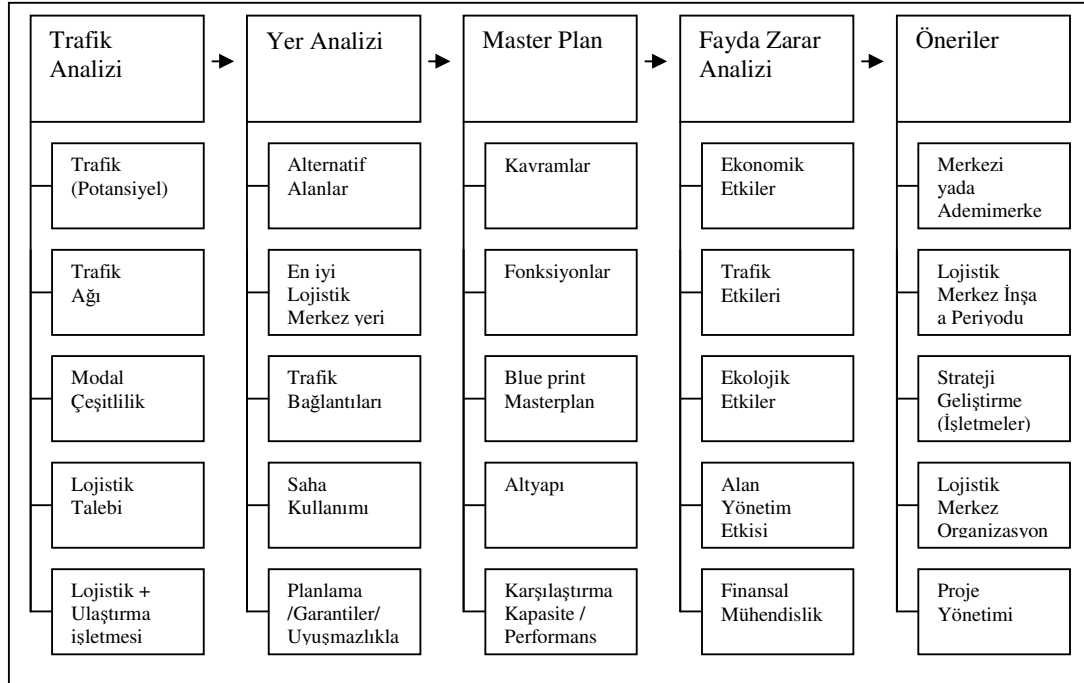 Trafik
Analizi
Yer Analizi
Master Plan
Fayda Zarar
Analizi
Öneriler
Trafik
(Potansiyel)
Alternatif
Alanlar
Kavramlar
Ekonomik
Etkiler
Merkezi
yada
Ademimerke
Trafik
Ağı
En iyi
Lojistik
Merkez yeri
Fonksiyonlar
Trafik
Etkileri
Lojistik
Merkez İnşa
a Periyodu
Modal
Çeşitlilik
Trafik
Bağlantıları
Blue print
Masterplan
Ekolojik
Etkiler
Strateji
Geliştirme
(İşletmeler)
Lojistik
Talebi
Saha
Kullanımı
Altyapı
Alan
Yönetim
Etkisi
Lojistik
Merkez
Organizasyon
Lojistik +
Ulaştırma
işletmesi
Planlama
/Garantiler/
Uyuşmazlıkla
Karşılaştırma
Kapasite /
Performans
Finansal
Mühendislik
Proje
Yönetimi